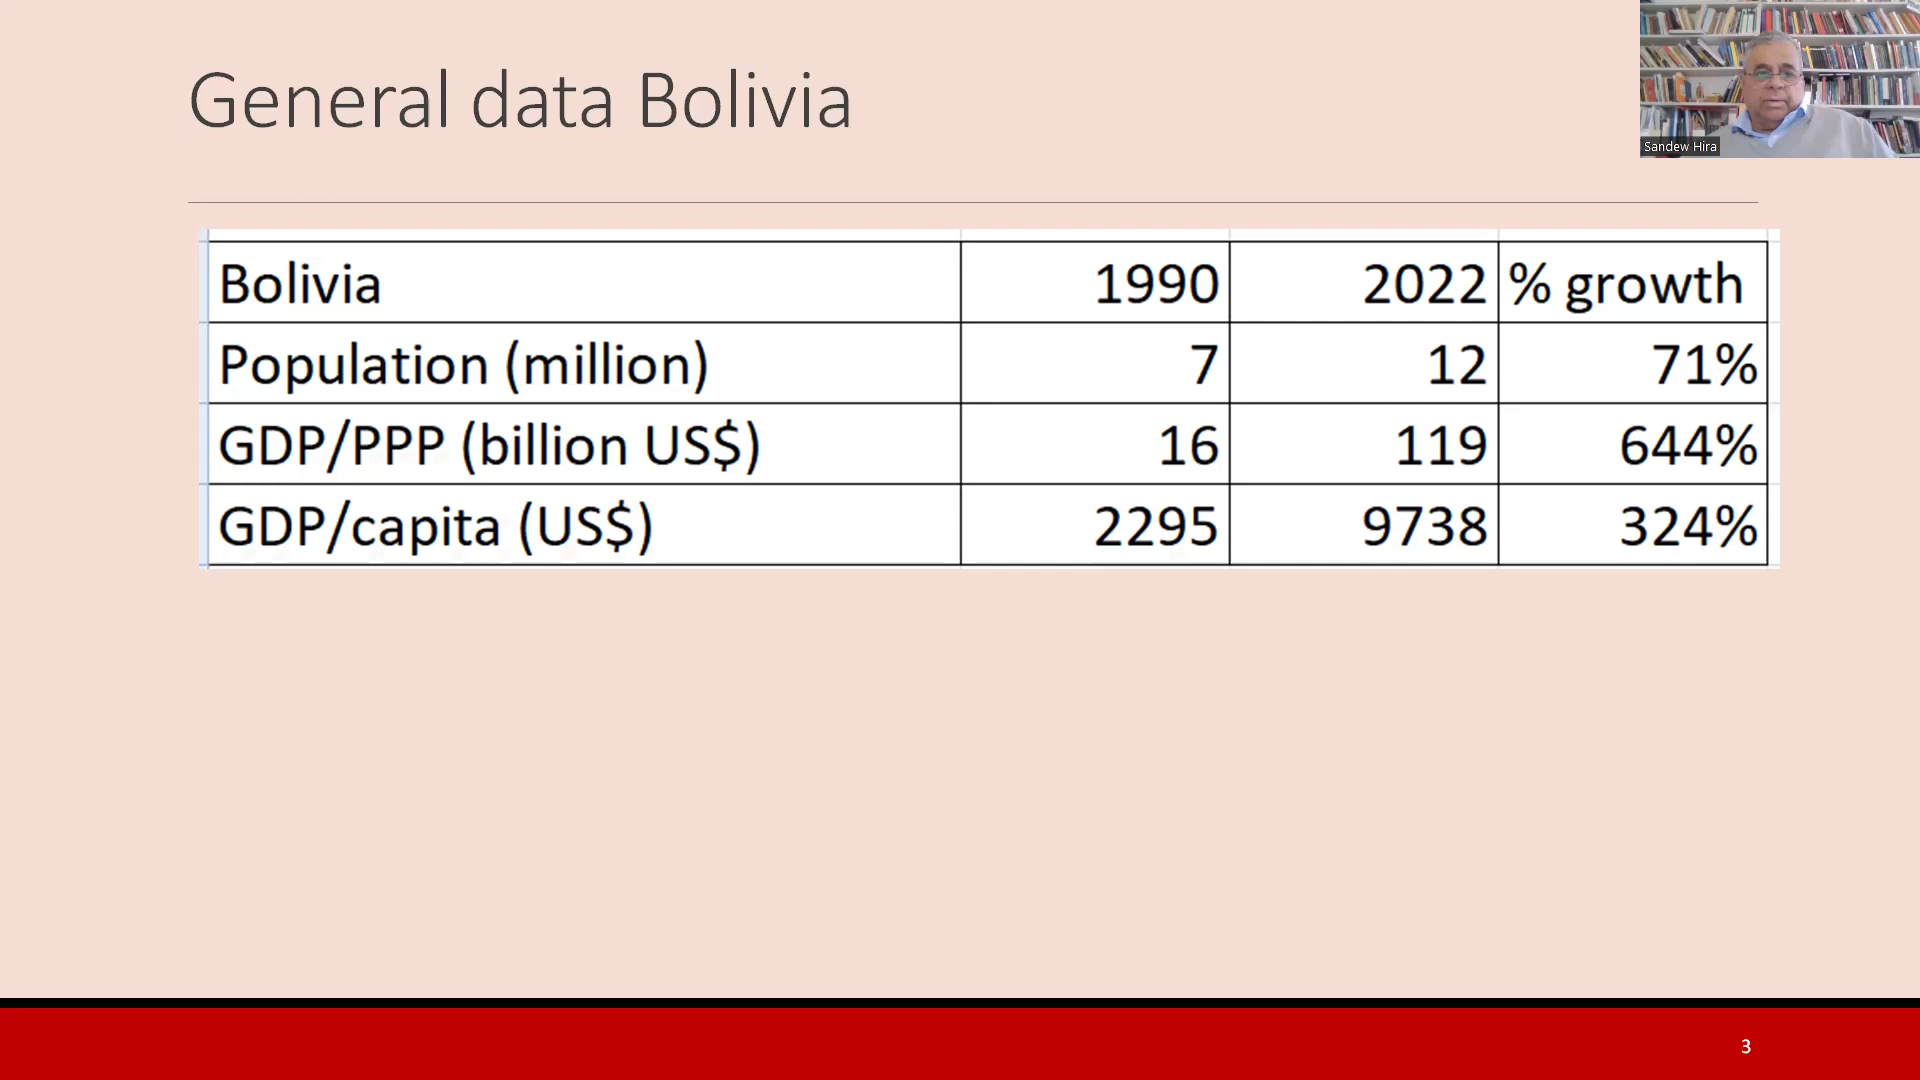 General data Bolivia
Sandew Hira
Bolivia 1990 2022 % growth
Population (million) 7 12 71%
GDP/PPP (billion US$) 16 119 644%
GDP/capita (US$) 2295 9738 324%
3